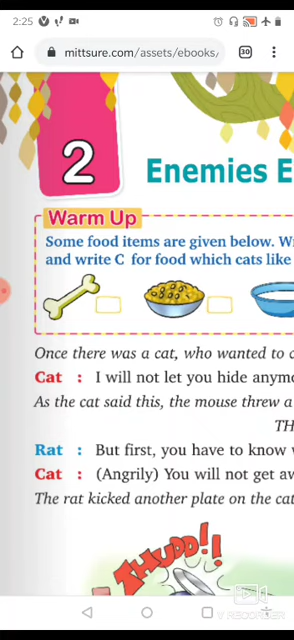 2:25
mittsure.com/assets/ebooks/
30
2
Enemies E
Warm Up
Some food items are given below. W
and write C for food which cats like
Once there was a cat, who wanted to
Cat : I will not let you hide anym
As the cat said this, the mouse threw a
TH
Rat : But first, you have to know
Cat : (Angrily) You will not get aw
The rat kicked another plate on the cat
THUDD!!
V RECORDER